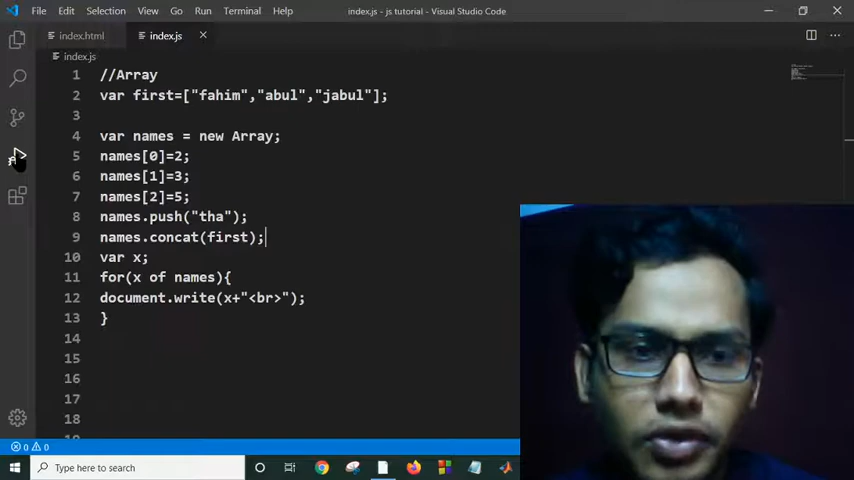 File Edit Selection View Go Run Terminal Help index.js - js tutorial - Visual Studio Code
index.html index.js
index.js
1 //Array
2 var first=["fahim","abul","jabul"];
3
4 var names = new Array;
5 names[0]=2;
6 names[1]=3;
7 names[2]=5;
8 names.push("tha");
9 names.concat(first);
10 var x;
11 for(x of names){
12 document.write(x+"<br>");
13 }
14
15
16
17
18
0 0
Type here to search